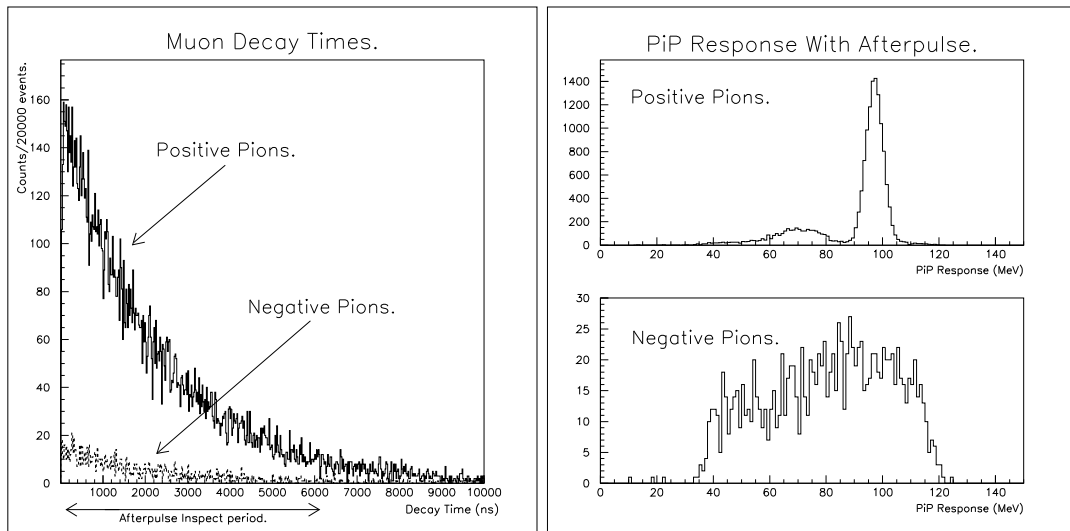 Muon Decay Times.
Counts/20000 events.
160
140
120
100
80
60
40
20
0
Positive Pions.
Negative Pions.
1000 2000 3000 4000 5000 6000 7000 8000 9000 10000
Decay Time (ns)
Afterpulse Inspect period.
PiP Response With Afterpulse.
1400
1200
1000
800
600
400
200
0
Positive Pions.
0 20 40 60 80 100 120 140
PiP Response (MeV)
30
25
20
15
10
5
0
Negative Pions.
0 20 40 60 80 100 120 140
PiP Response (MeV)